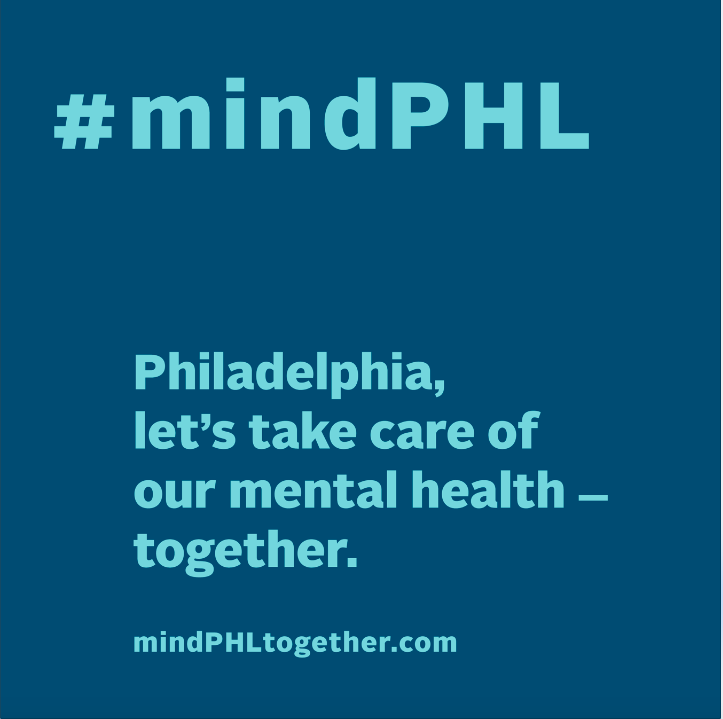 #mindPHL
Philadelphia,
let’s take care of
our mental health –
together.
mindPHLtogether.com